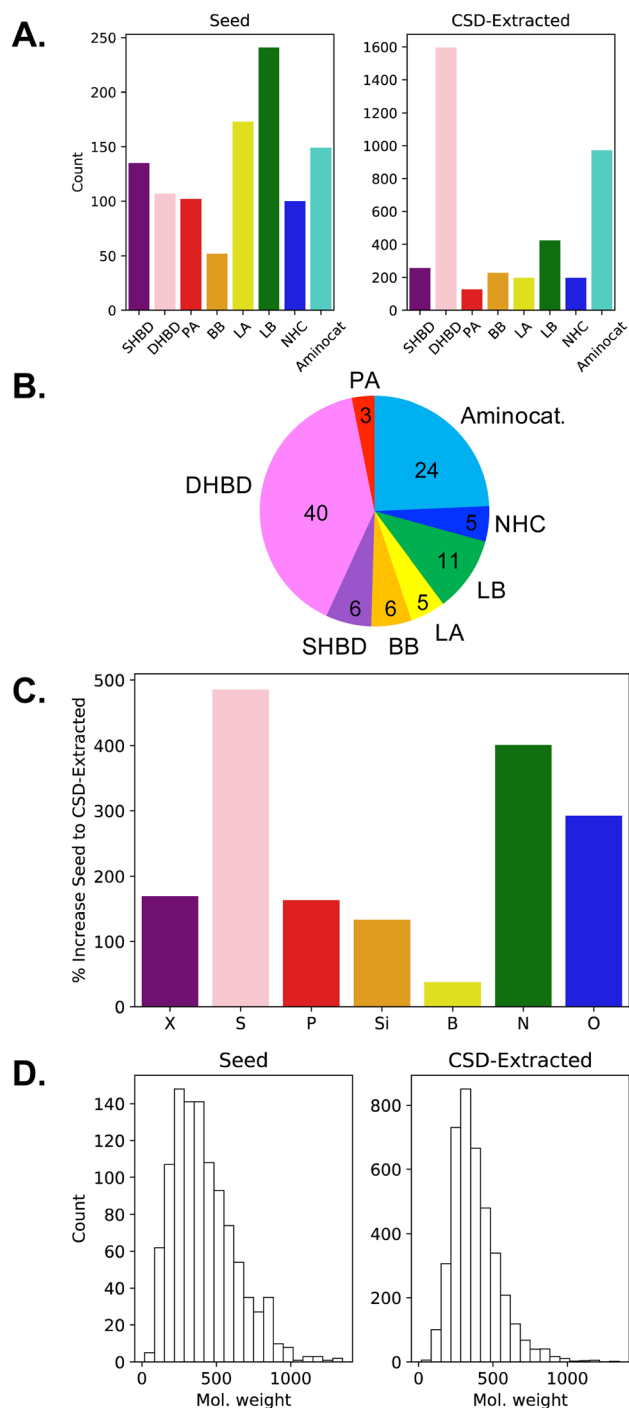 A.
Seed
CSD-Extracted
Count
250
200
150
100
50
0
1600
1400
1200
1000
800
600
400
200
0
SHBD
DHBD
PA
BB
LA
LB
NHC
Aminocat
SHBD
DHBD
PA
BB
LA
LB
NHC
Aminocat
B.
PA
3
Aminocat.
24
DHBD
40
NHC
5
LB
11
LA
5
BB
6
SHBD
6
C.
% Increase Seed to CSD-Extracted
500
400
300
200
100
0
X
S
P
Si
B
N
O
D.
Seed
CSD-Extracted
Count
140
120
100
80
60
40
20
0
800
600
400
200
0
0
500
1000
0
500
1000
Mol. weight
Mol. weight